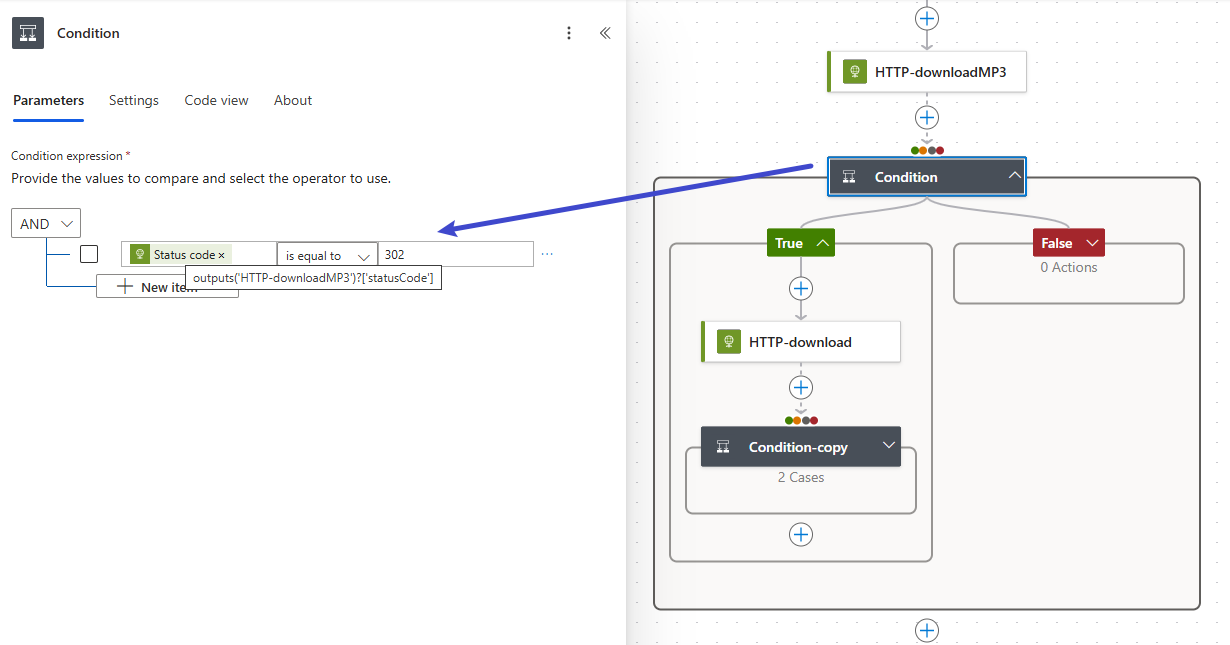 Condition
Parameters Settings Code view About
Condition expression *
Provide the values to compare and select the operator to use.
AND
Status code × is equal to 302 ...
outputs('HTTP-downloadMP3')?['statusCode']
New item
HTTP-downloadMP3
Condition
True
False
0 Actions
HTTP-download
Condition-copy
2 Cases